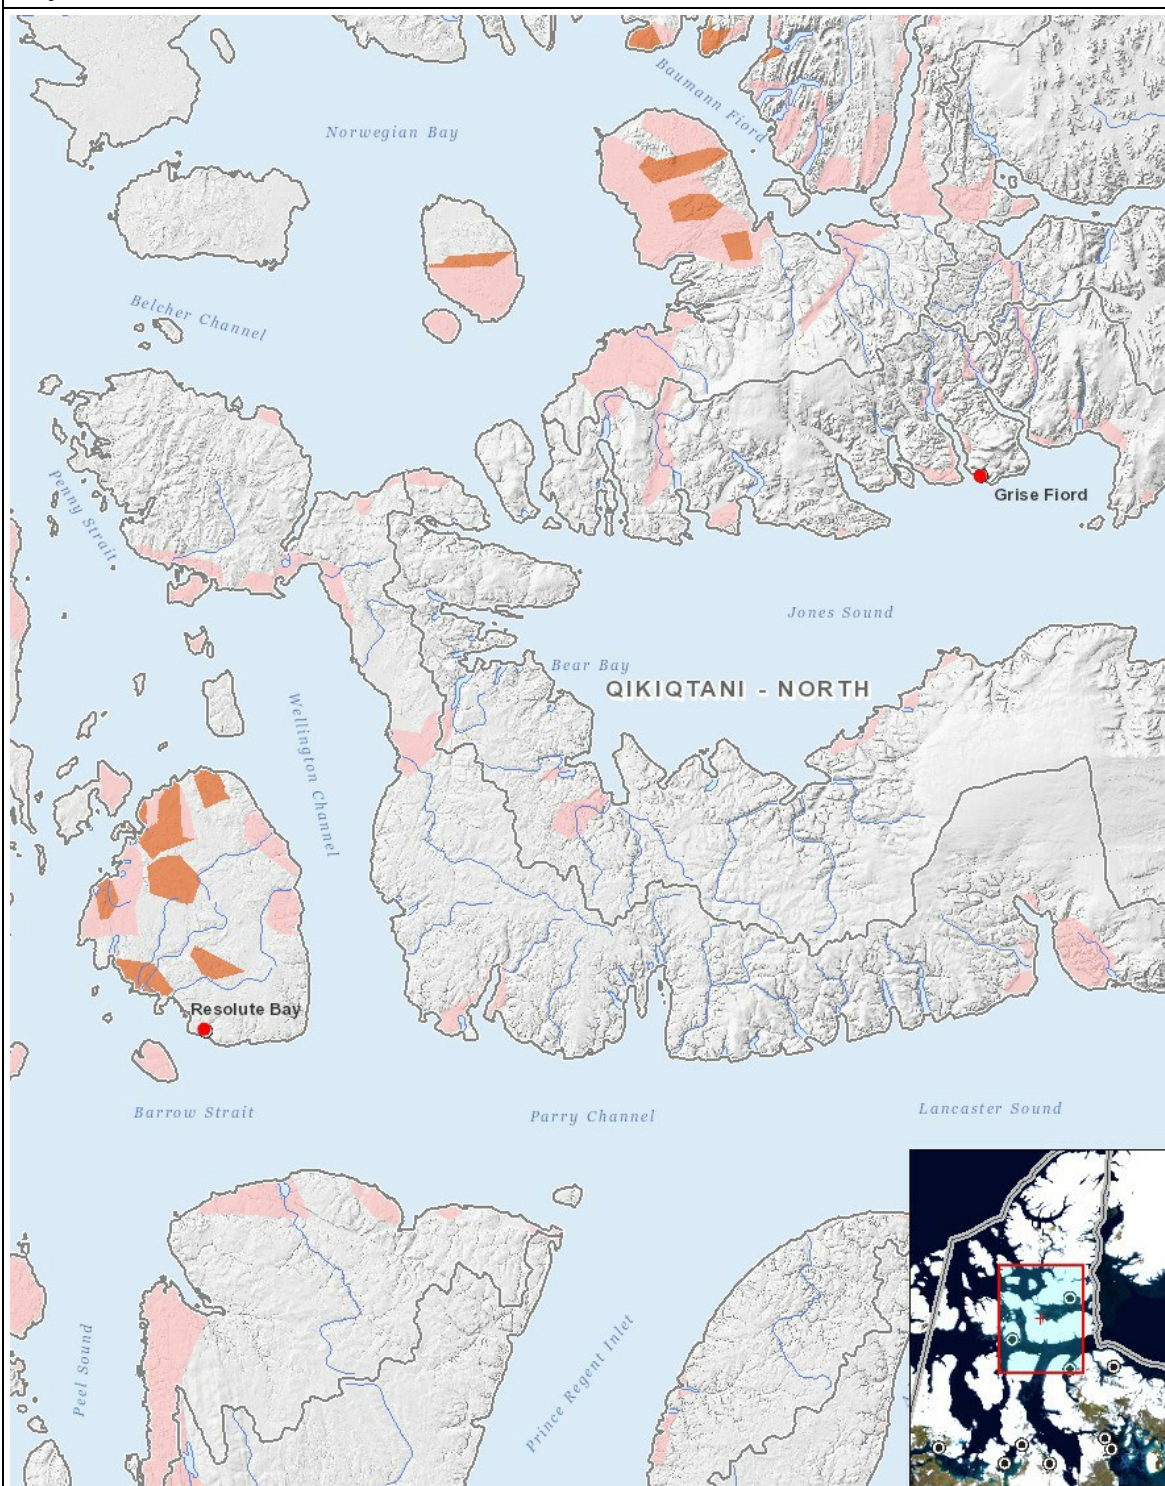 Norwegian Bay
Baumann Fiord
Belcher Channel
Penny Strait
Grise Fiord
Jones Sound
Bear Bay
QIKIQTANI - NORTH
Wellington Channel
Resolute Bay
Barrow Strait
Parry Channel
Lancaster Sound
Peel Sound
Prince Regent Inlet